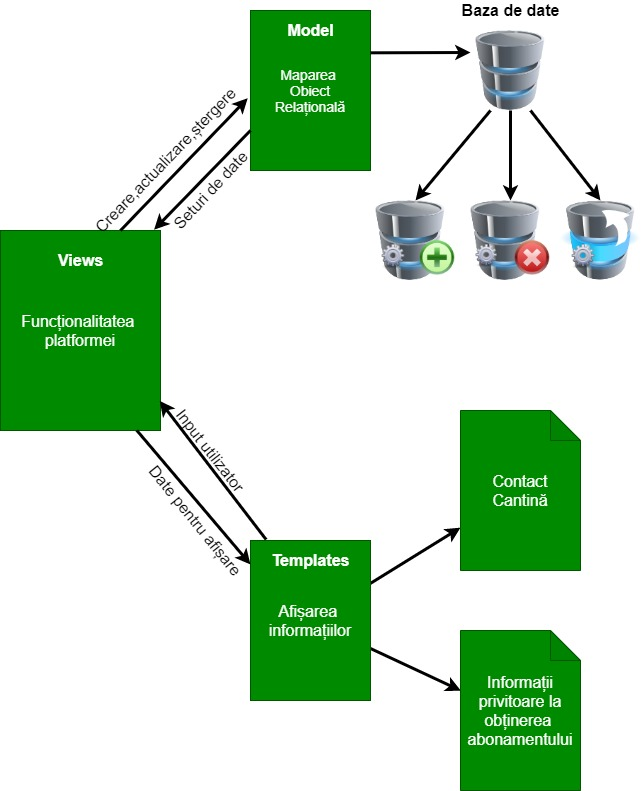 Baza de date
Model
Maparea
Obiect
Relațională
Creare,actualizare,ștergere
Seturi de date
Views
Funcționalitatea
platformei
Input utilizator
Date pentru afișare
Contact
Cantină
Templates
Afișarea
informațiilor
Informații
privitoare la
obținerea
abonamentului